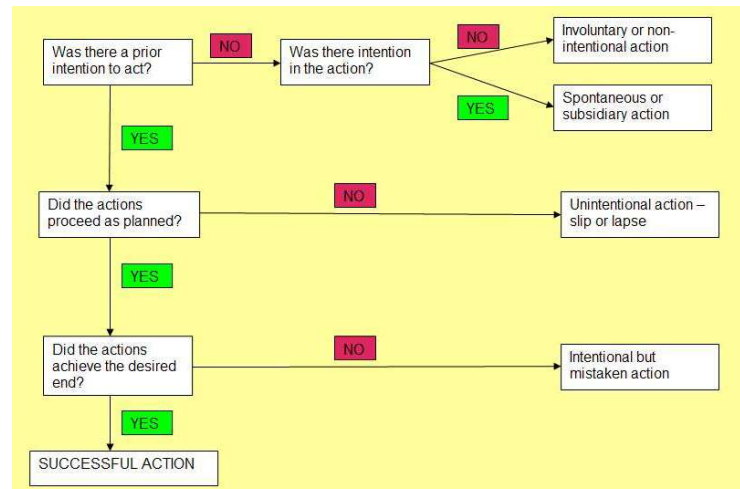 Was there a prior
intention to act?
NO
Was there intention
in the action?
NO
Involuntary or non-
intentional action
YES
Spontaneous or
subsidiary action
YES
Did the actions
proceed as planned?
NO
Unintentional action –
slip or lapse
YES
Did the actions
achieve the desired
end?
NO
Intentional but
mistaken action
YES
SUCCESSFUL ACTION